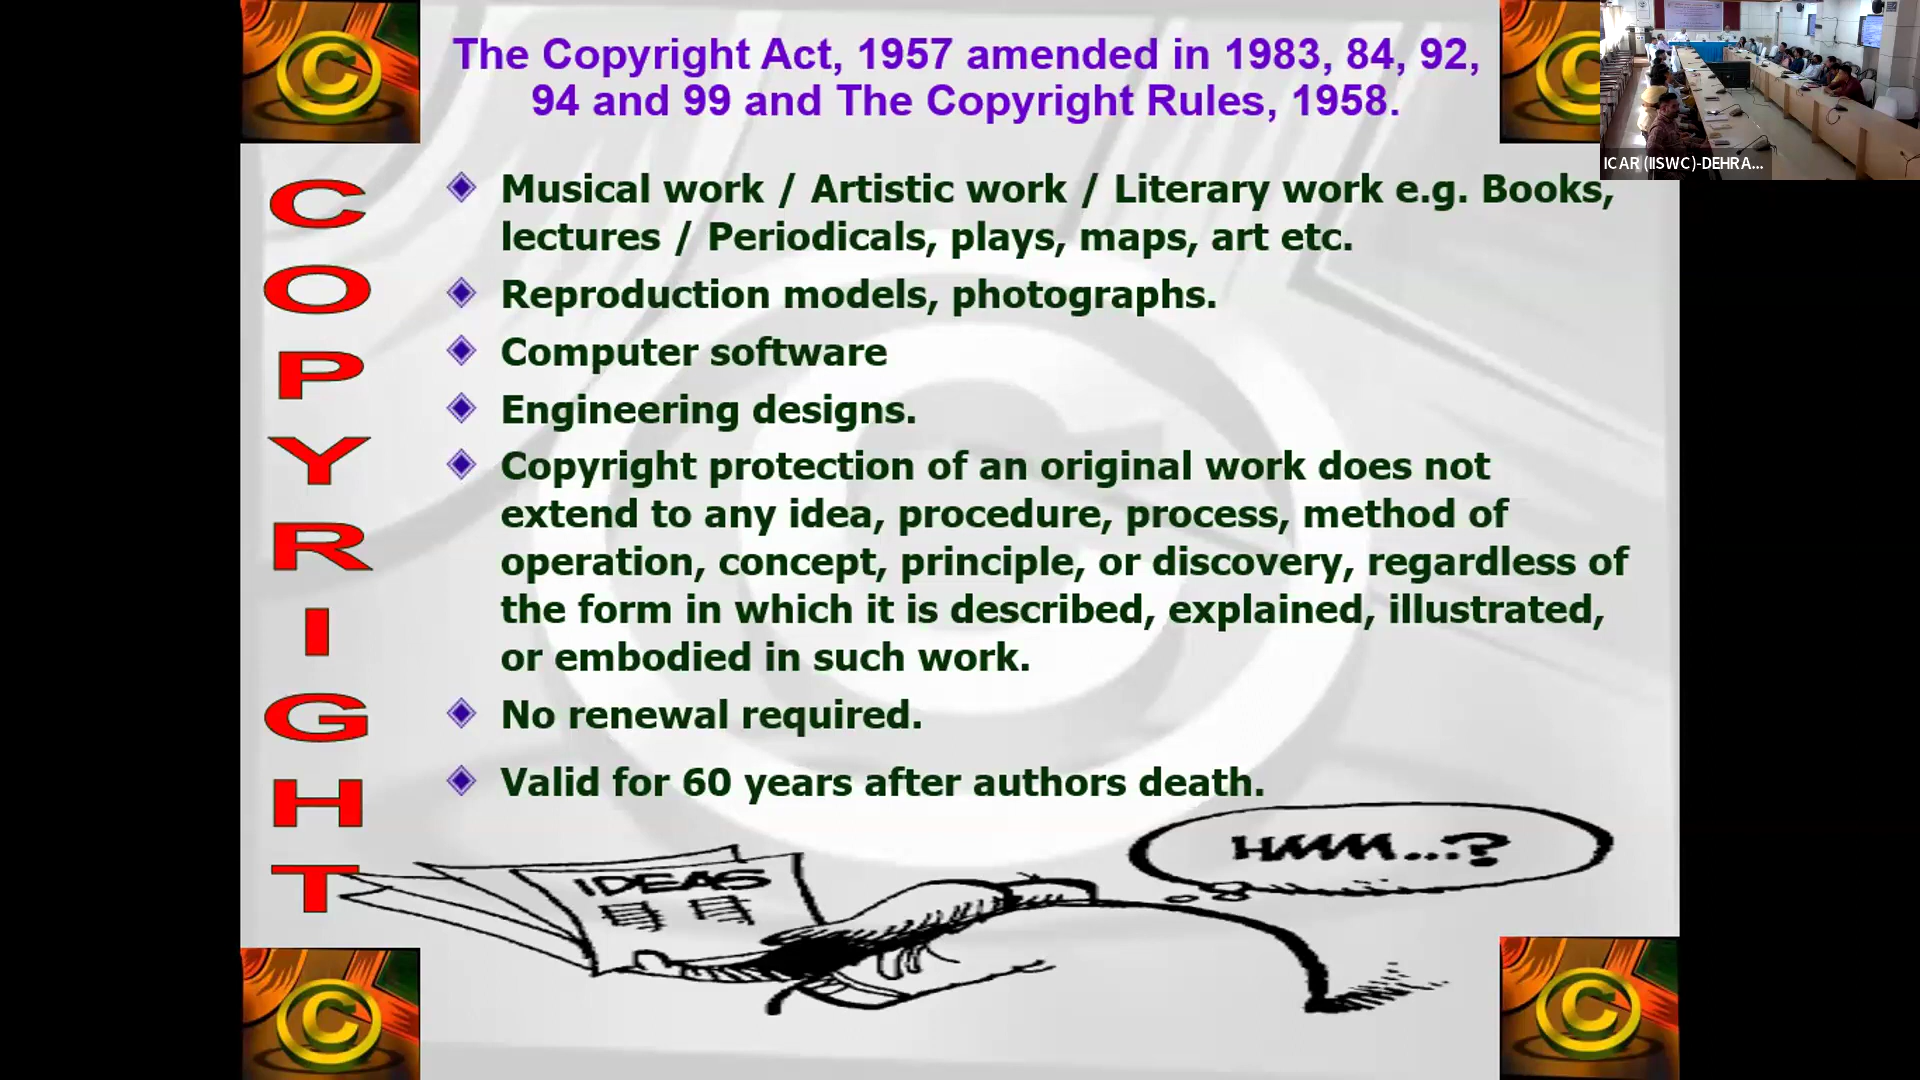 The Copyright Act, 1957 amended in 1983, 84, 92,
94 and 99 and The Copyright Rules, 1958.
COPYRIGHT
Musical work / Artistic work / Literary work e.g. Books,
lectures / Periodicals, plays, maps, art etc.
Reproduction models, photographs.
Computer software
Engineering designs.
Copyright protection of an original work does not
extend to any idea, procedure, process, method of
operation, concept, principle, or discovery, regardless of
the form in which it is described, explained, illustrated,
or embodied in such work.
No renewal required.
Valid for 60 years after authors death.
IDEAS
HMMM...?
ICAR (IISWC)-DEHRA...